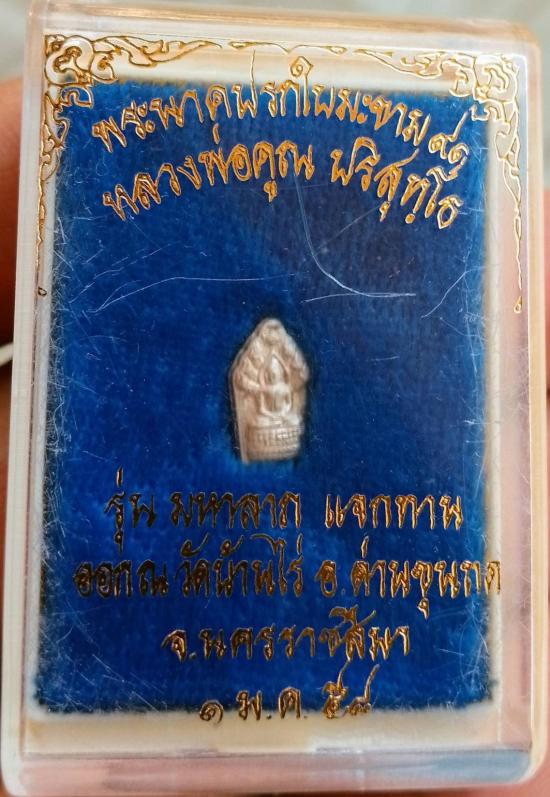 พระนาคปรกใบมะขาม ๙๑
หลวงพ่อคูณ ปริสุทฺโธ
รุ่น มหาลาภ แจกทาน
ออก ณ วัดบ้านไร่ อ.ด่านขุนทด
จ.นครราชสีมา
๑ ม.ค. ๕๘